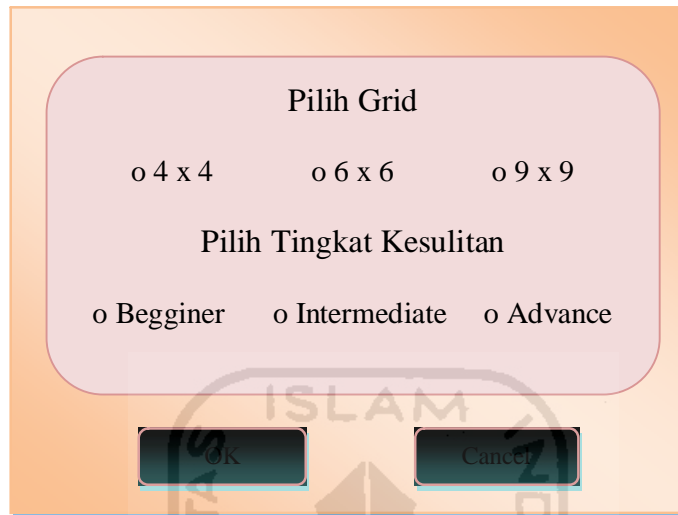 Pilih Grid
o 4 x 4 o 6 x 6 o 9 x 9
Pilih Tingkat Kesulitan
o Begginer o Intermediate o Advance
ISLAM
OK Cancel